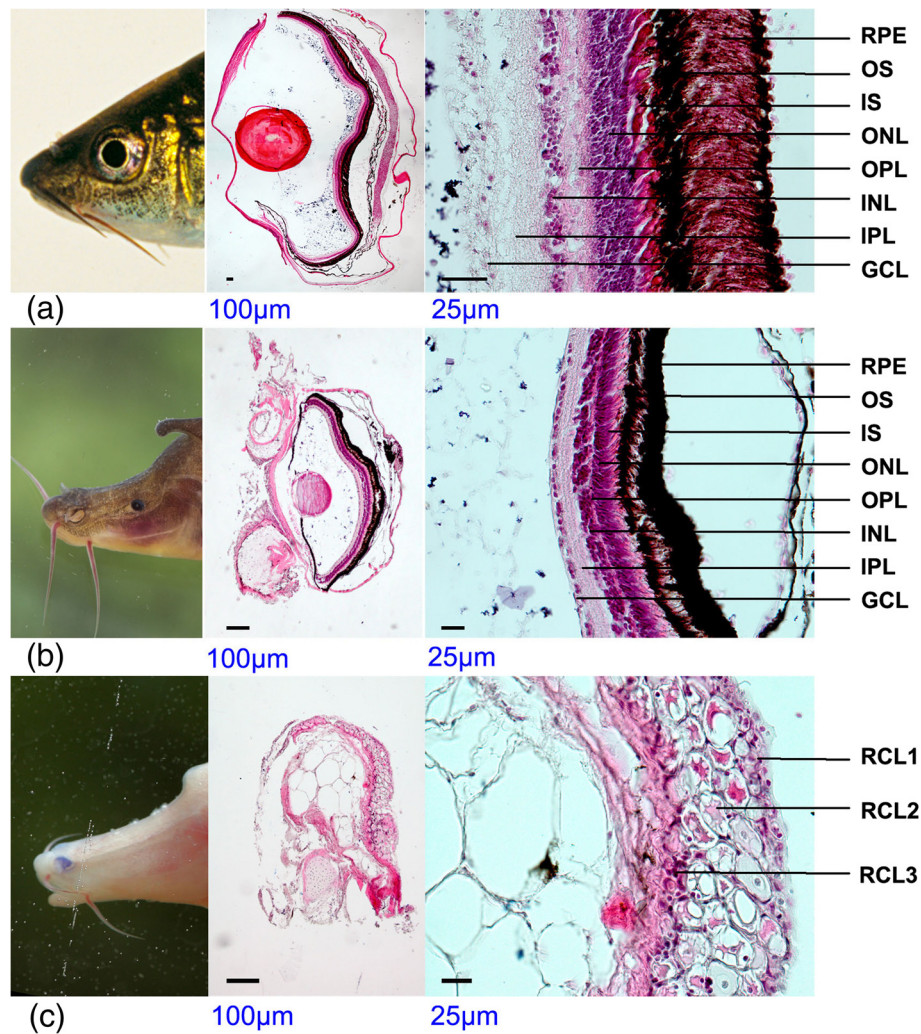 RPE
OS
IS
ONL
OPL
INL
IPL
GCL
(a)
100µm
25µm
RPE
OS
IS
ONL
OPL
INL
IPL
GCL
(b)
100µm
25µm
RCL1
RCL2
RCL3
(c)
100µm
25µm